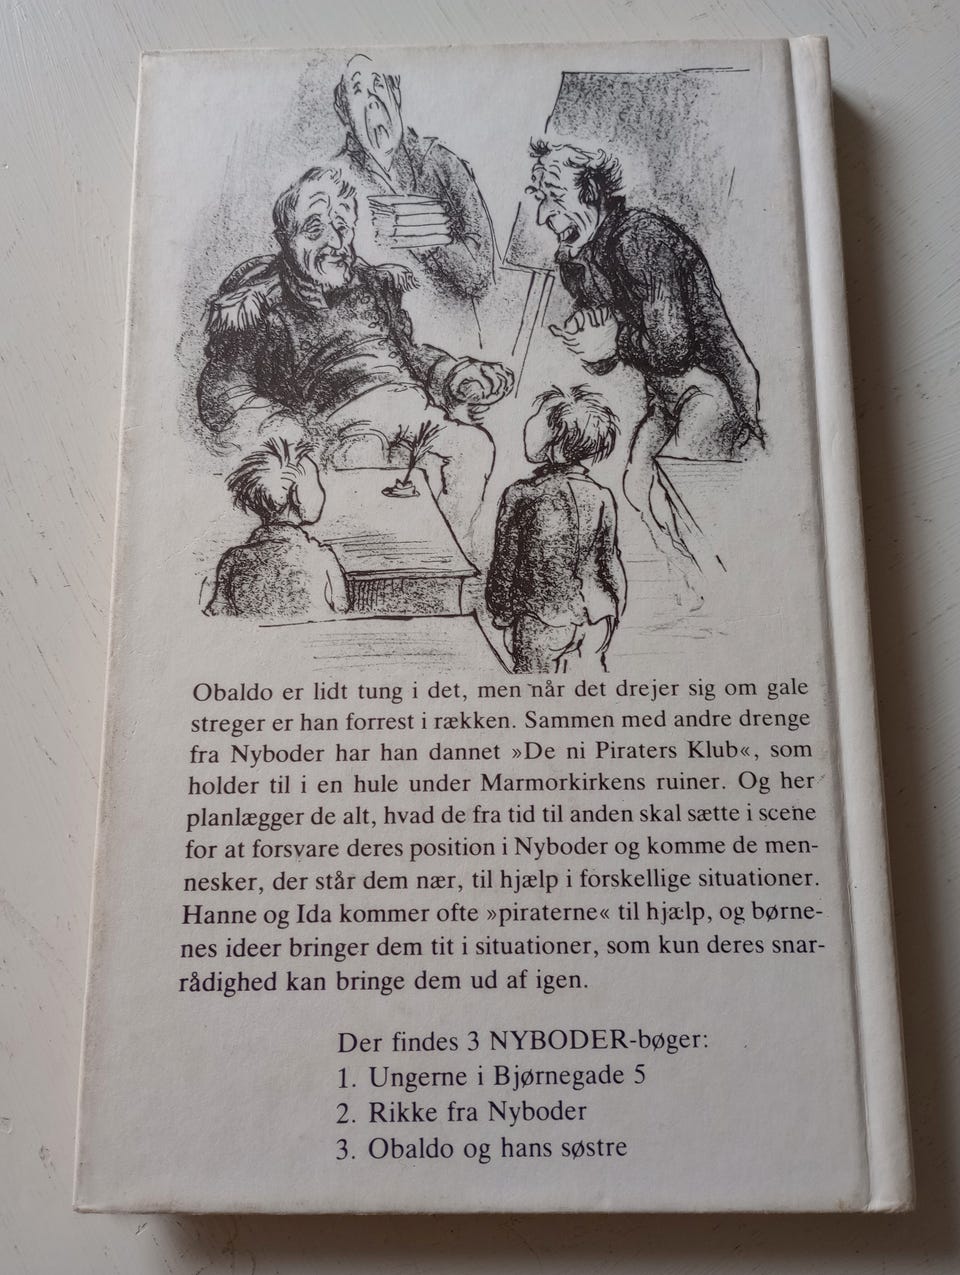 Obaldo er lidt tung i det, men når det drejer sig om gale
streger er han forrest i rækken. Sammen med andre drenge
fra Nyboder har han dannet »De ni Piraters Klub«, som
holder til i en hule under Marmorkirkens ruiner. Og her
planlægger de alt, hvad de fra tid til anden skal sætte i scene
for at forsvare deres position i Nyboder og komme de men-
nesker, der står dem nær, til hjælp i forskellige situationer.
Hanne og Ida kommer ofte »piraterne« til hjælp, og børne-
nes ideer bringer dem tit i situationer, som kun deres snar-
rådighed kan bringe dem ud af igen.
Der findes 3 NYBODER-bøger:
1. Ungerne i Bjørnegade 5
2. Rikke fra Nyboder
3. Obaldo og hans søstre